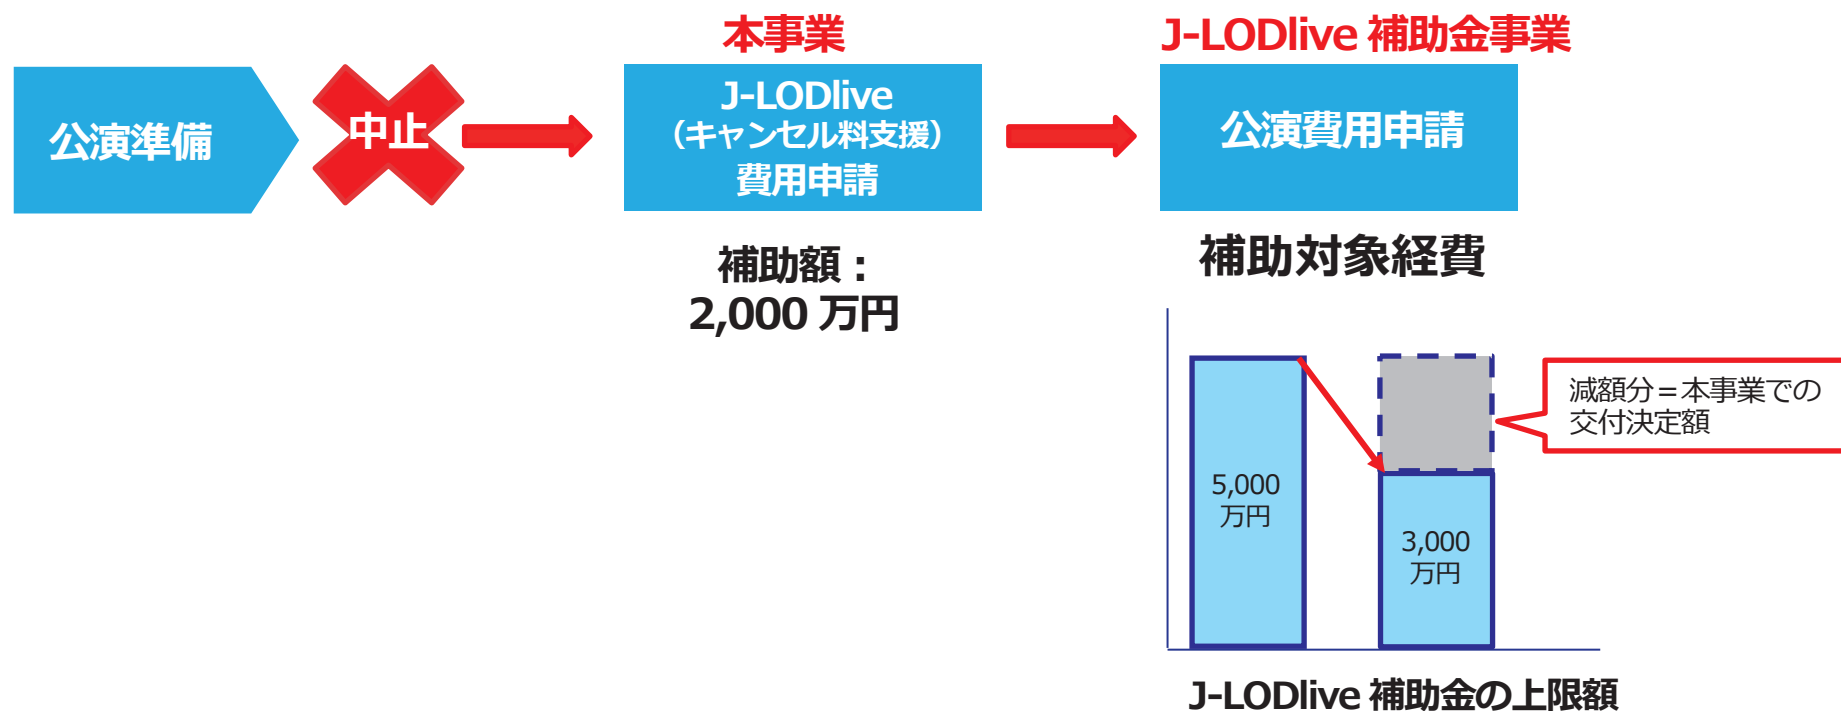 本事業
J-LODlive 補助金事業
公演準備
中止
J-LODlive
（キャンセル料支援）
費用申請
公演費用申請
補助額：
2,000 万円
補助対象経費
減額分＝本事業での
交付決定額
5,000
万円
3,000
万円
J-LODlive 補助金の上限額